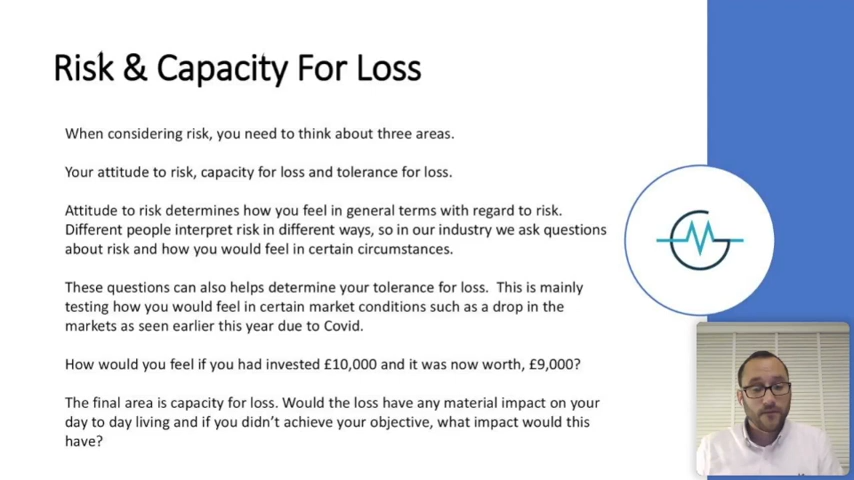 Risk & Capacity For Loss
When considering risk, you need to think about three areas.
Your attitude to risk, capacity for loss and tolerance for loss.
Attitude to risk determines how you feel in general terms with regard to risk.
Different people interpret risk in different ways, so in our industry we ask questions
about risk and how you would feel in certain circumstances.
These questions can also helps determine your tolerance for loss.  This is mainly
testing how you would feel in certain market conditions such as a drop in the
markets as seen earlier this year due to Covid.
How would you feel if you had invested £10,000 and it was now worth, £9,000?
The final area is capacity for loss. Would the loss have any material impact on your
day to day living and if you didn’t achieve your objective, what impact would this
have?